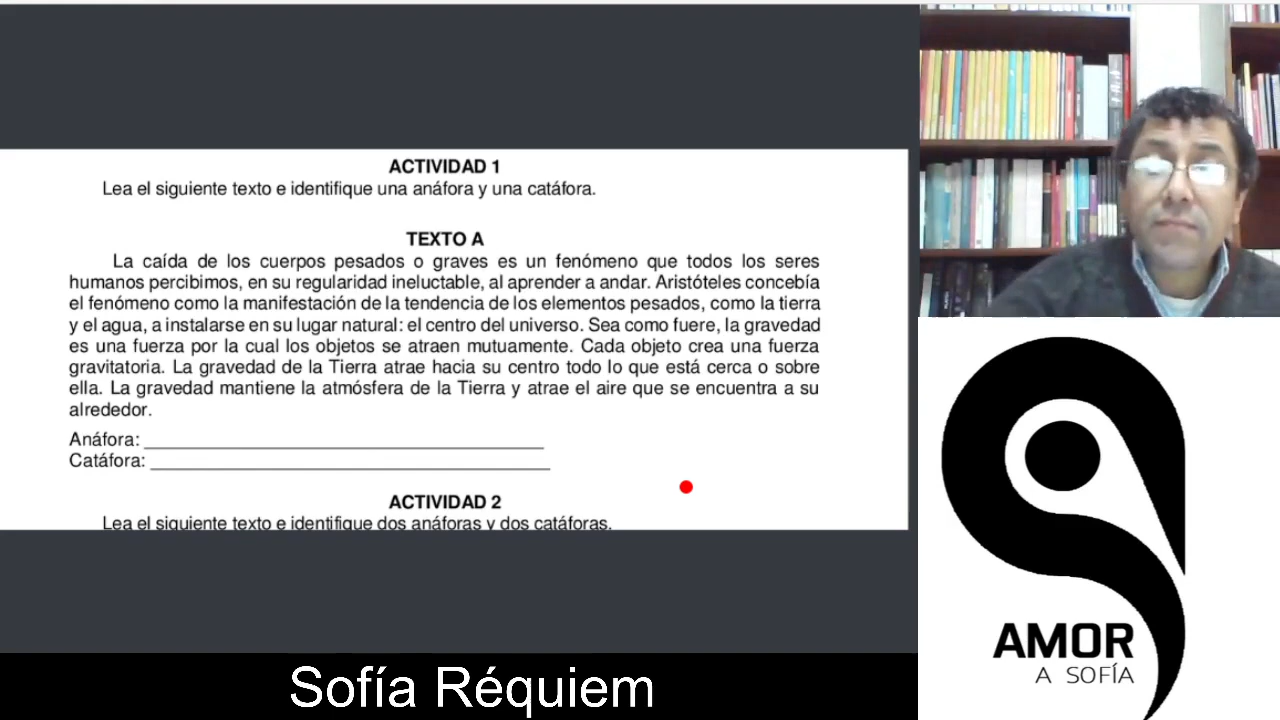 ACTIVIDAD 1
Lea el siguiente texto e identifique una anáfora y una catáfora.
TEXTO A
La caída de los cuerpos pesados o graves es un fenómeno que todos los seres
humanos percibimos, en su regularidad ineluctable, al aprender a andar. Aristóteles concebía
el fenómeno como la manifestación de la tendencia de los elementos pesados, como la tierra
y el agua, a instalarse en su lugar natural: el centro del universo. Sea como fuere, la gravedad
es una fuerza por la cual los objetos se atraen mutuamente. Cada objeto crea una fuerza
gravitatoria. La gravedad de la Tierra atrae hacia su centro todo lo que está cerca o sobre
ella. La gravedad mantiene la atmósfera de la Tierra y atrae el aire que se encuentra a su
alrededor.
Anáfora: ________________________________________
Catáfora: ________________________________________
ACTIVIDAD 2
Lea el siguiente texto e identifique dos anáforas y dos catáforas.
AMOR
A SOFÍA
Sofía Réquiem